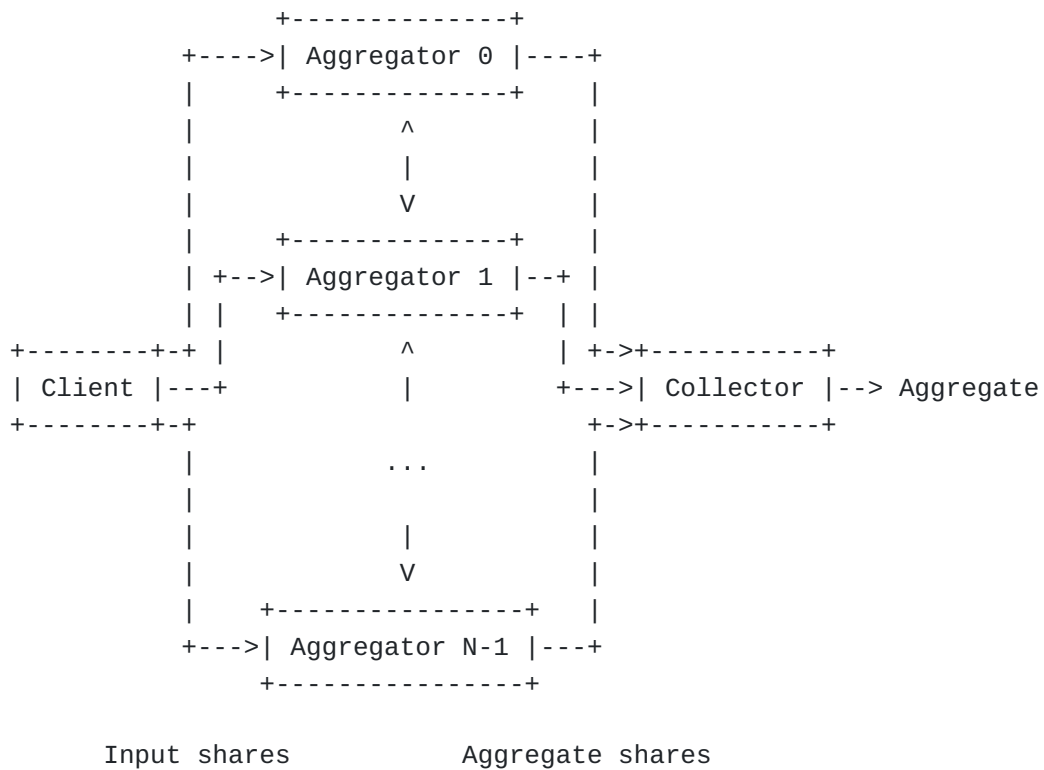 +--------------+
           +---->| Aggregator 0 |----+
           |     +--------------+    |
           |            ^            |
           |            |            |
           |            V            |
           |     +--------------+    |
           | +-->| Aggregator 1 |--+ |
           | |   +--------------+  | |
+--------+-+ |          ^          | +->+-----------+
| Client |---+          |          +--->| Collector |--> Aggregate
+--------+-+                         +->+-----------+
           |           ...           |
           |                         |
           |            |            |
           |            V            |
           |    +----------------+   |
           +--->| Aggregator N-1 |---+
                +----------------+

      Input shares           Aggregate shares